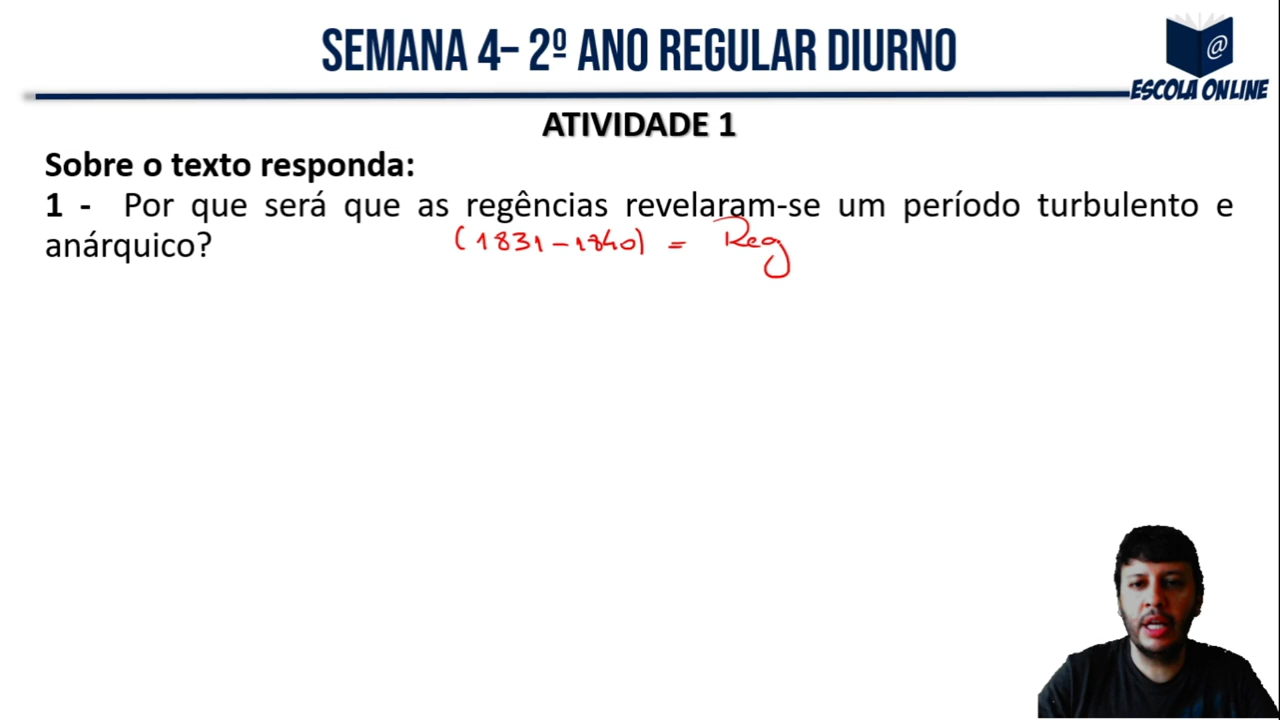 SEMANA 4– 2º ANO REGULAR DIURNO
@
ESCOLA ONLINE
ATIVIDADE 1
Sobre o texto responda:
1 - Por que será que as regências revelaram-se um período turbulento e
anárquico? (1831-1840) = Reg